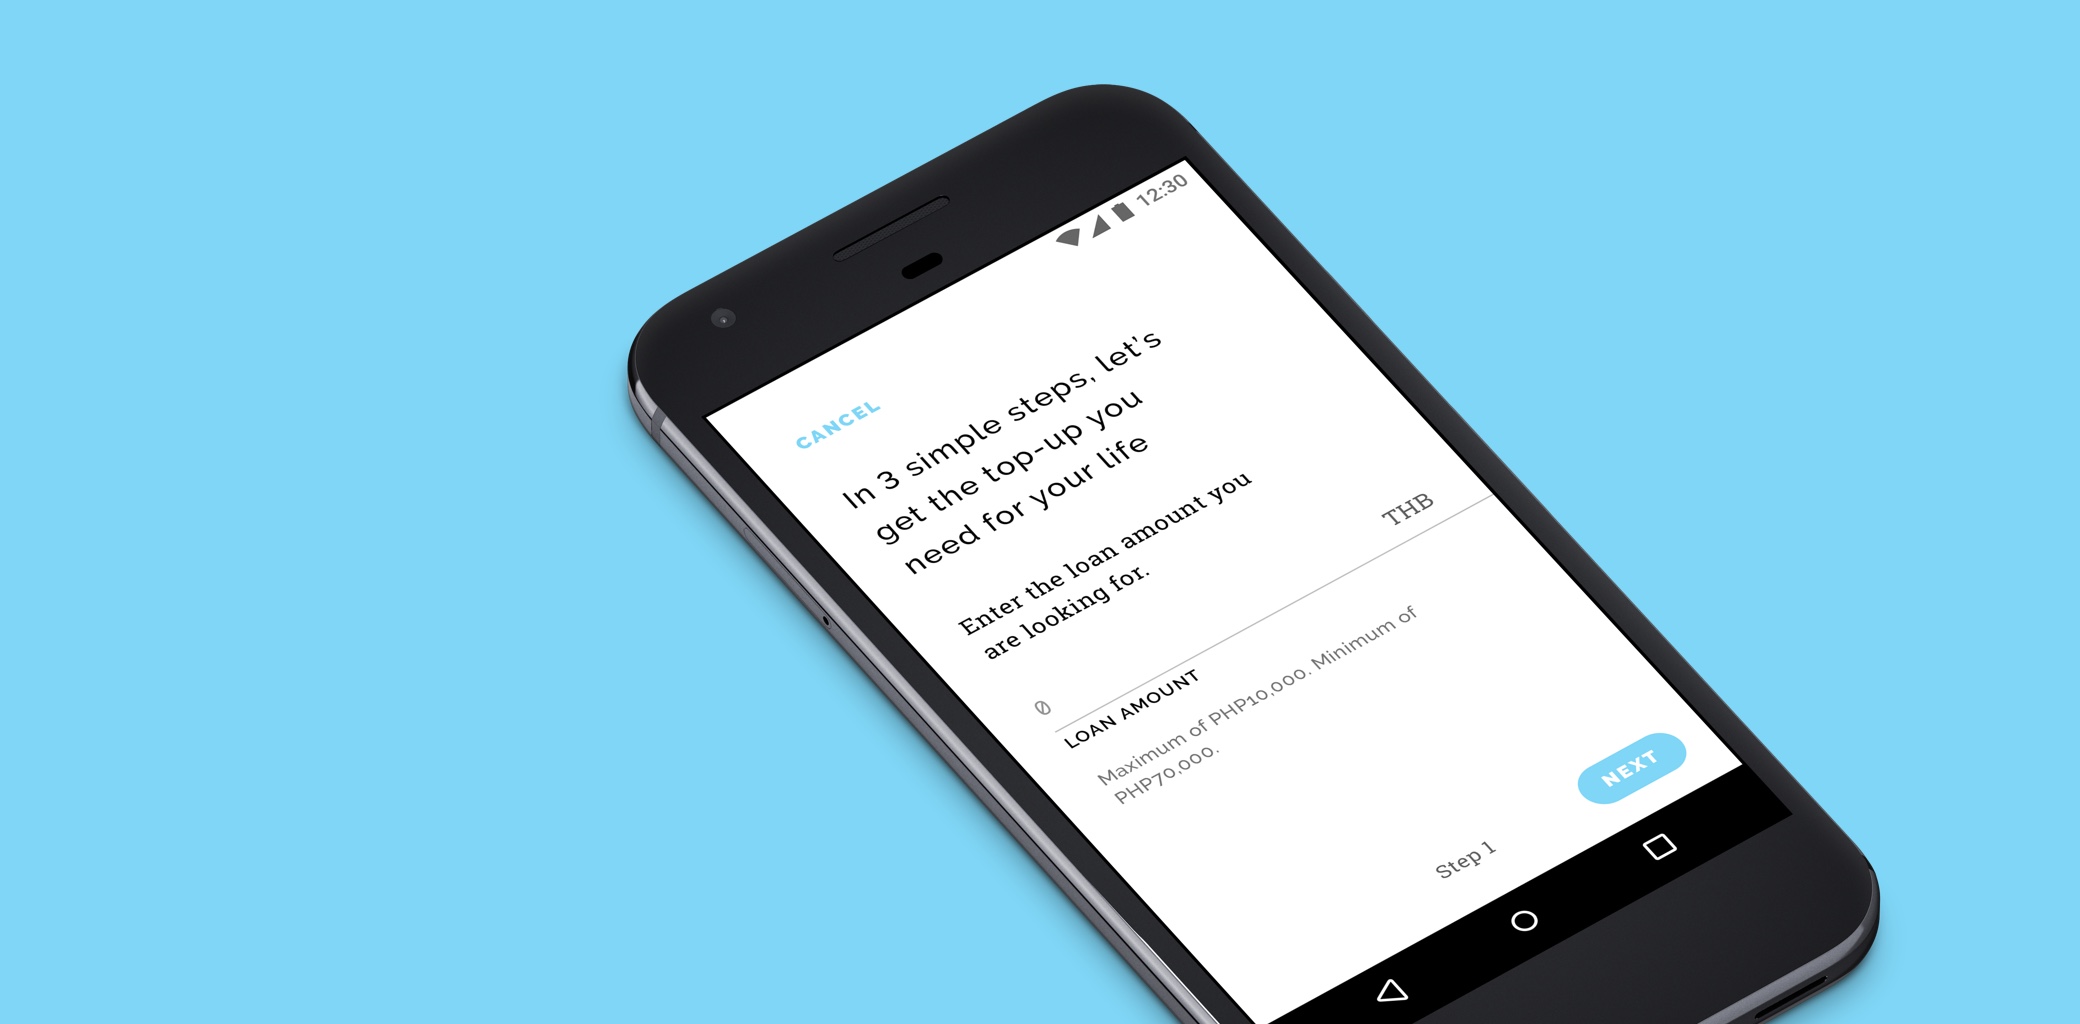 12:30
CANCEL
In 3 simple steps, let's
get the top-up you
need for your life
Enter the loan amount you
are looking for.
0 THB
LOAN AMOUNT
Maximum of PHP10,000. Minimum of
PHP70,000.
NEXT
Step 1